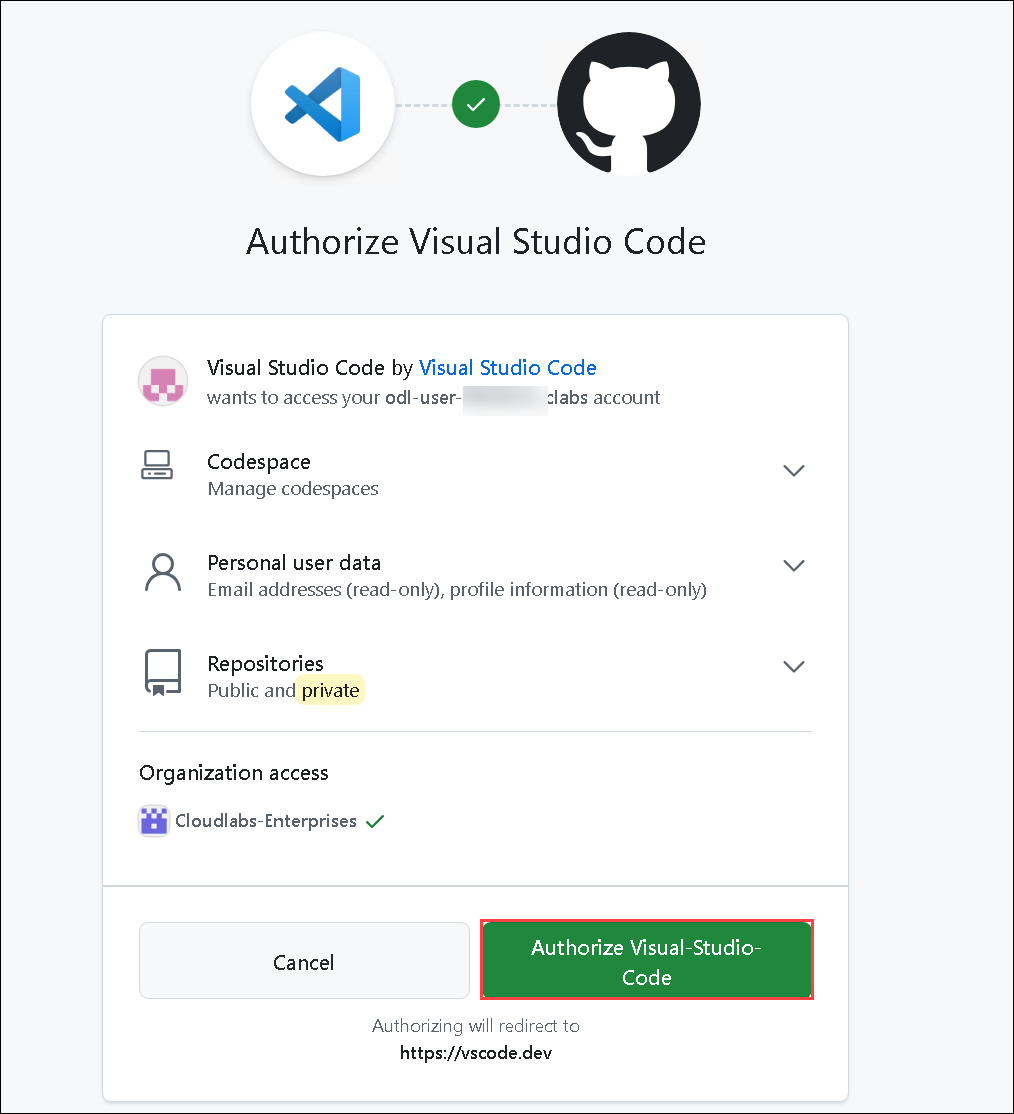 Authorize Visual Studio Code
Visual Studio Code by Visual Studio Code
wants to access your odl-user- clabs account
Codespace
Manage codespaces
Personal user data
Email addresses (read-only), profile information (read-only)
Repositories
Public and private
Organization access
Cloudlabs-Enterprises
Cancel
Authorize Visual-Studio-
Code
Authorizing will redirect to
https://vscode.dev